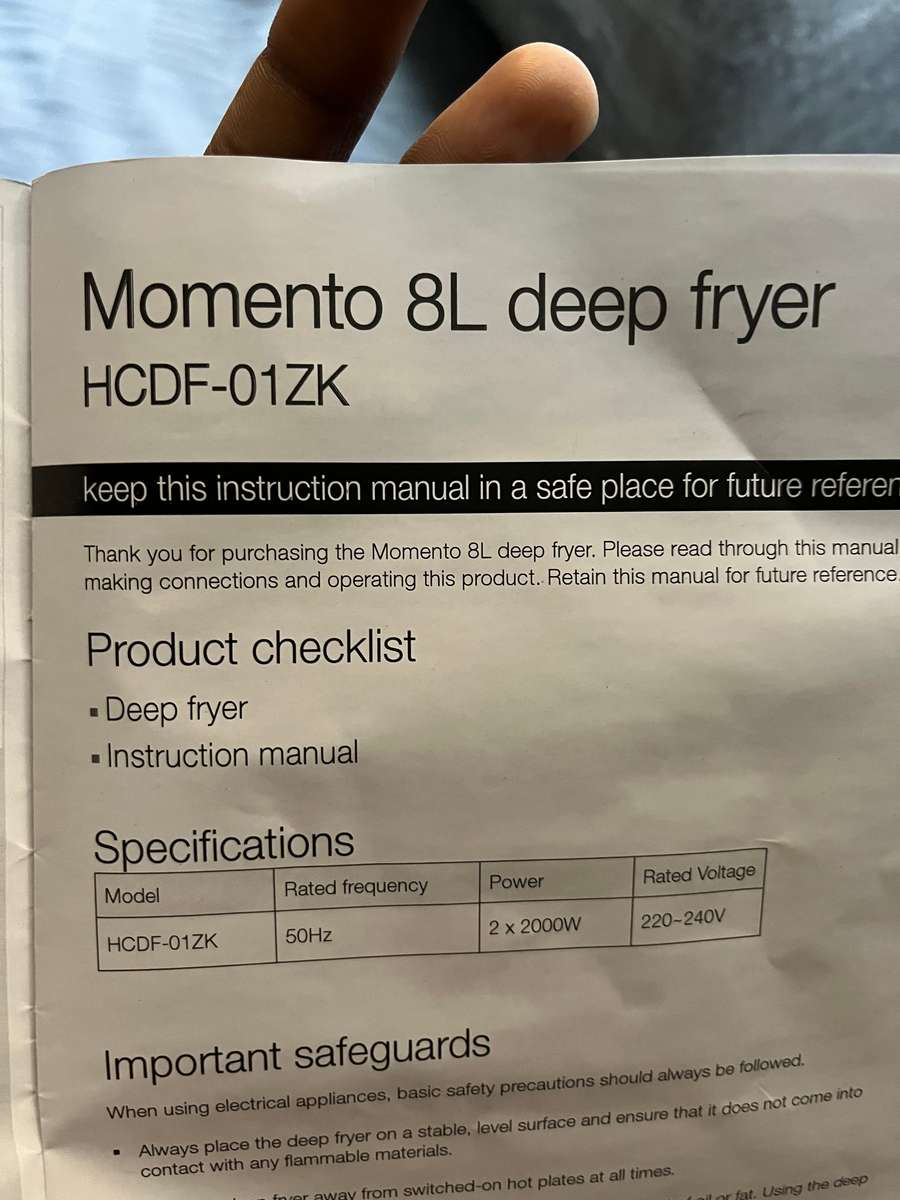 Momento 8L deep fryer
HCDF-01ZK
keep this instruction manual in a safe place for future referen
Thank you for purchasing the Momento 8L deep fryer. Please read through this manual
making connections and operating this product. Retain this manual for future reference.
Product checklist
▪ Deep fryer
▪ Instruction manual
Specifications
Model Rated frequency Power Rated Voltage
HCDF-01ZK 50Hz 2 x 2000W 220~240V
Important safeguards
When using electrical appliances, basic safety precautions should always be followed.
▪ Always place the deep fryer on a stable, level surface and ensure that it does not come into
contact with any flammable materials.
fryer away from switched-on hot plates at all times.
oil or fat. Using the deep